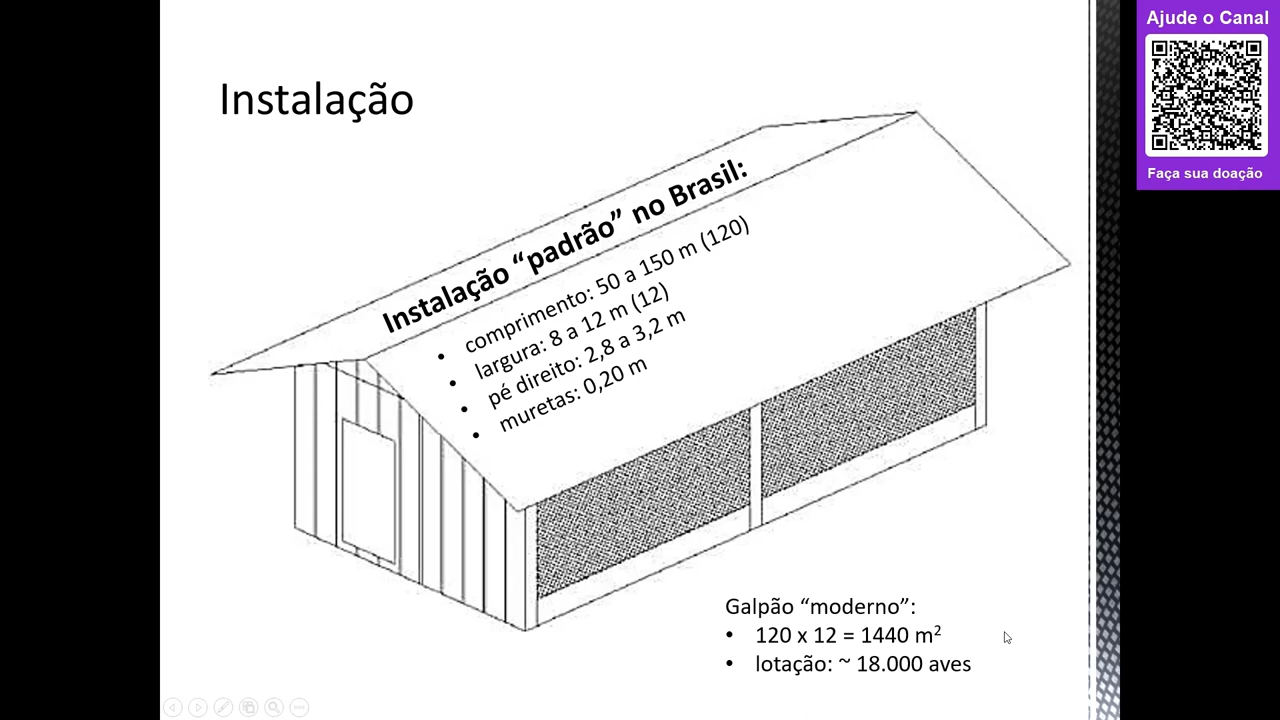 Instalação
Instalação “padrão” no Brasil:
• comprimento: 50 a 150 m (120)
• largura: 8 a 12 m (12)
• pé direito: 2,8 a 3,2 m
• muretas: 0,20 m
Galpão “moderno”:
• 120 x 12 = 1440 m²
• lotação: ~ 18.000 aves
Ajude o Canal
Faça sua doação